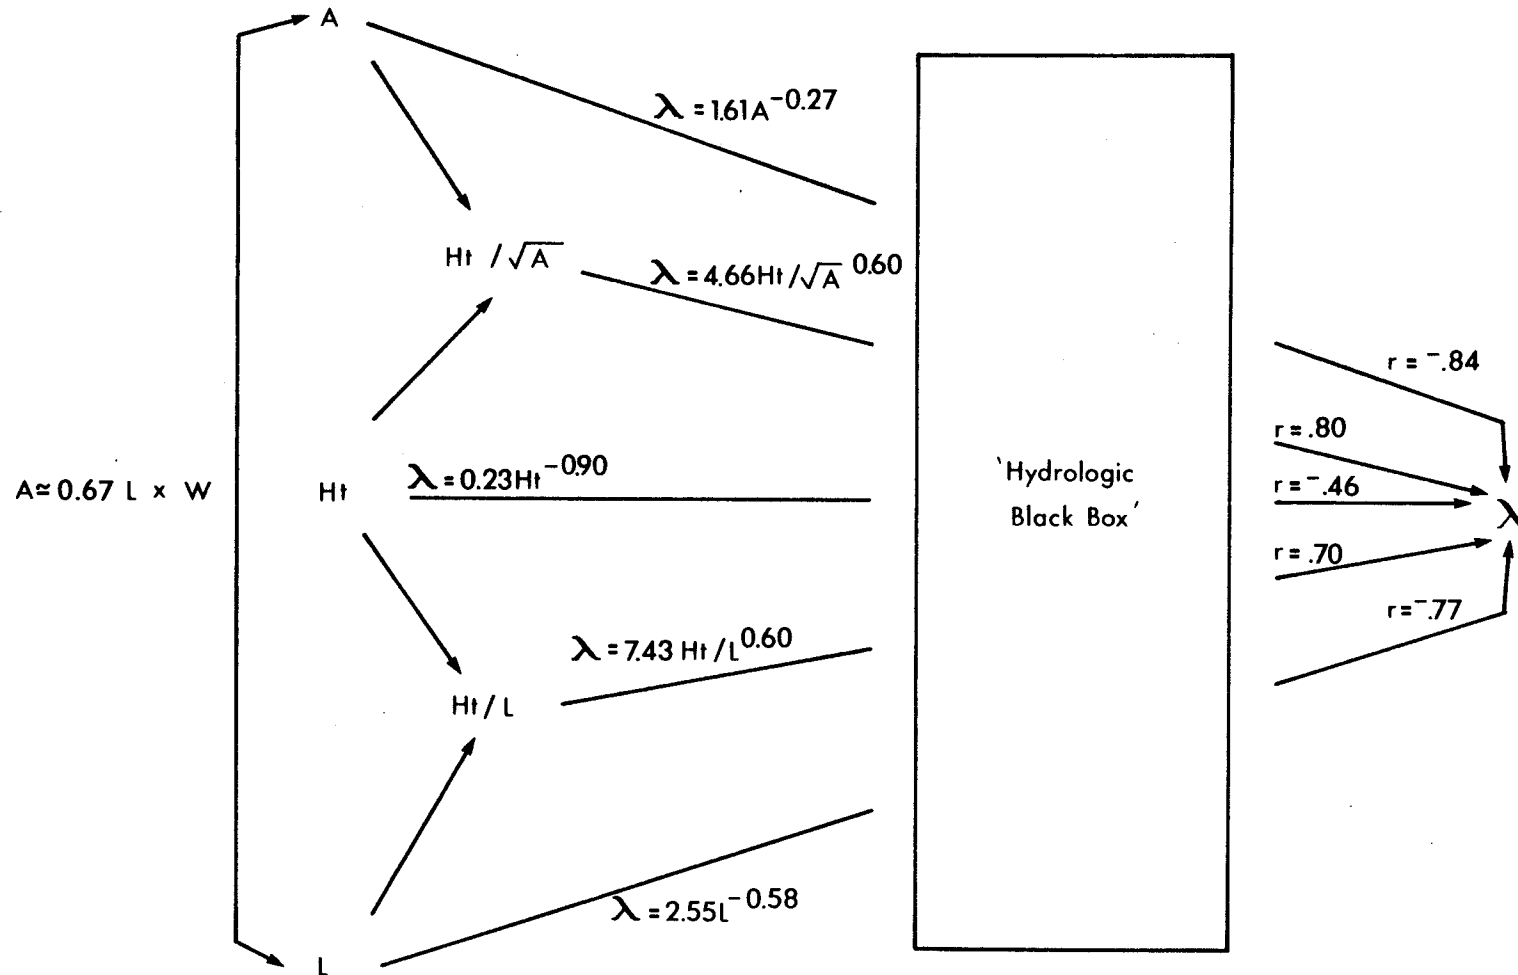 A
λ = 1.61A^-0.27
Ht / √A
λ = 4.66Ht/√A 0.60
r = -.84
r = .80
A ≃ 0.67 L × W
Ht
λ = 0.23Ht^-0.90
'Hydrologic
Black Box'
r = -.46
λ
r = .70
r = -.77
λ = 7.43 Ht/L^0.60
Ht / L
λ = 2.55L^-0.58
L